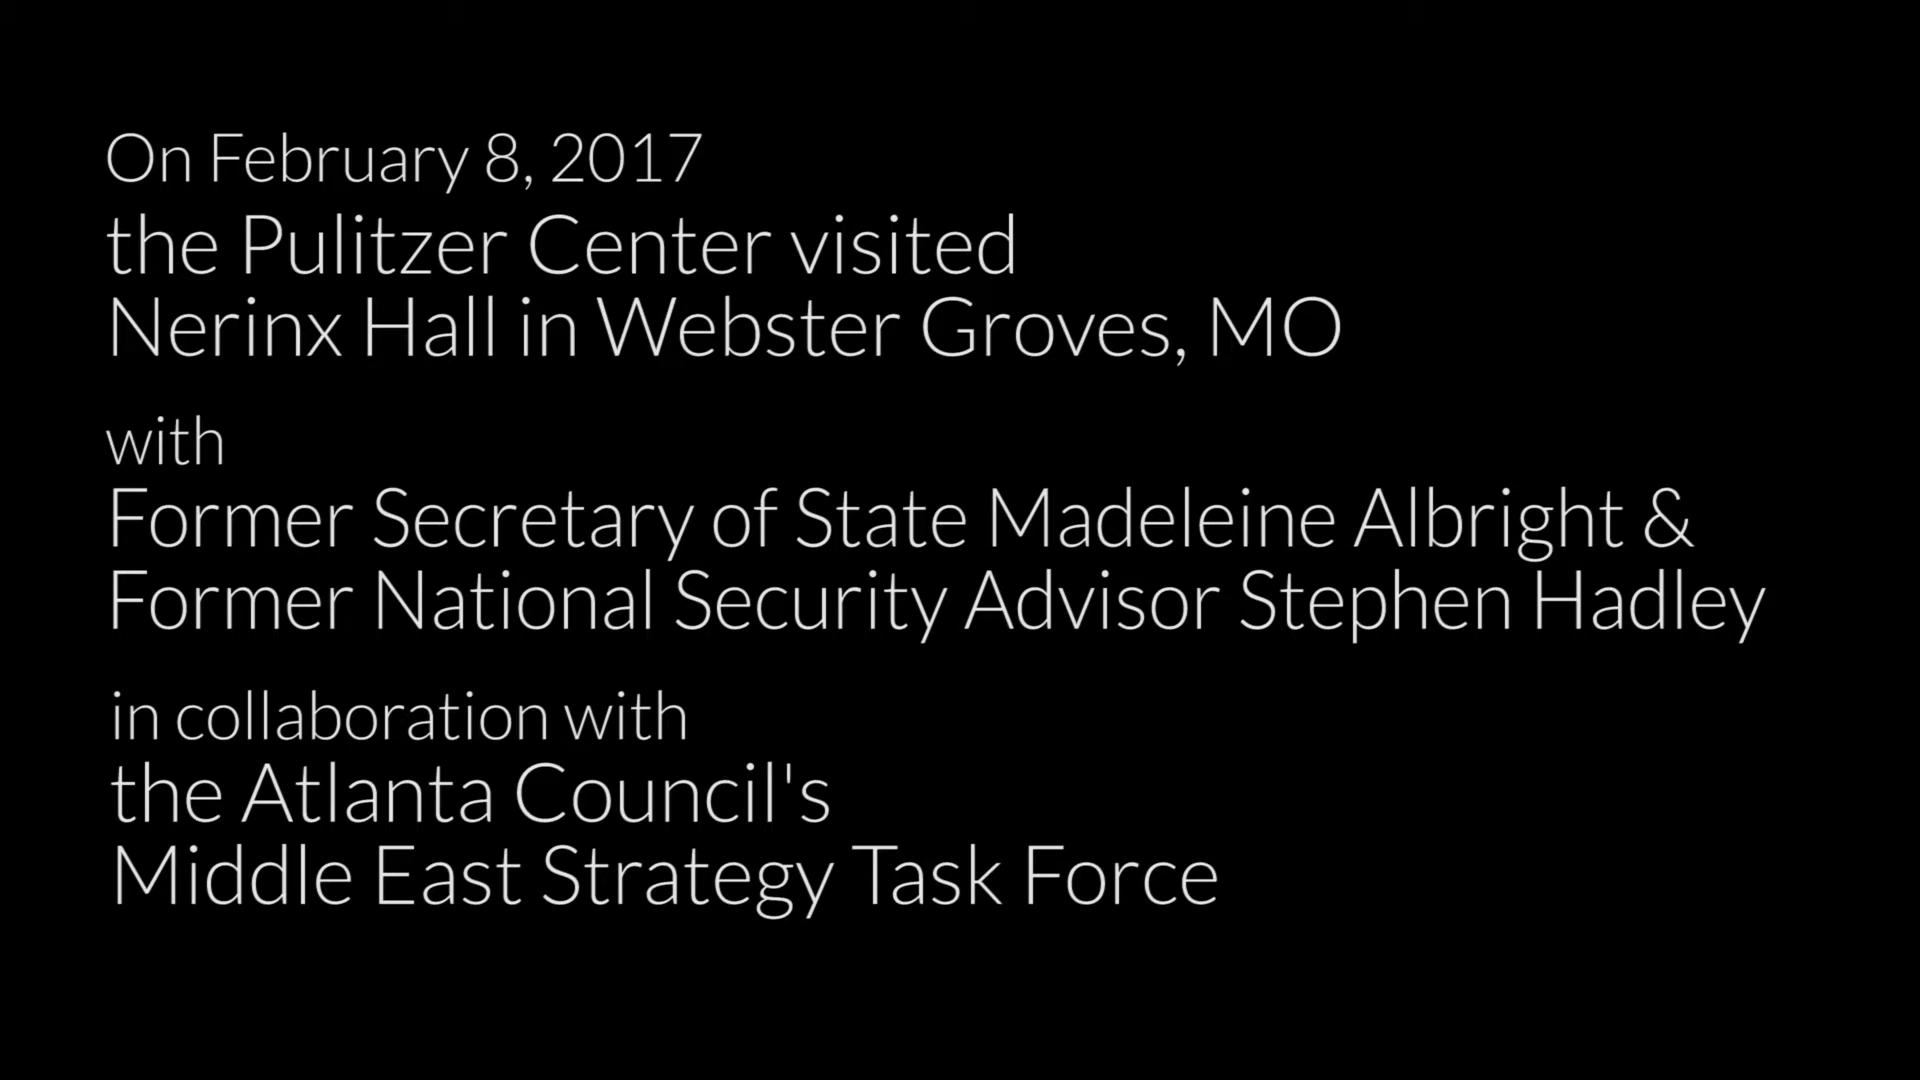 On February 8, 2017
the Pulitzer Center visited
Nerinx Hall in Webster Groves, MO
with
Former Secretary of State Madeleine Albright &
Former National Security Advisor Stephen Hadley
in collaboration with
the Atlanta Council's
Middle East Strategy Task Force